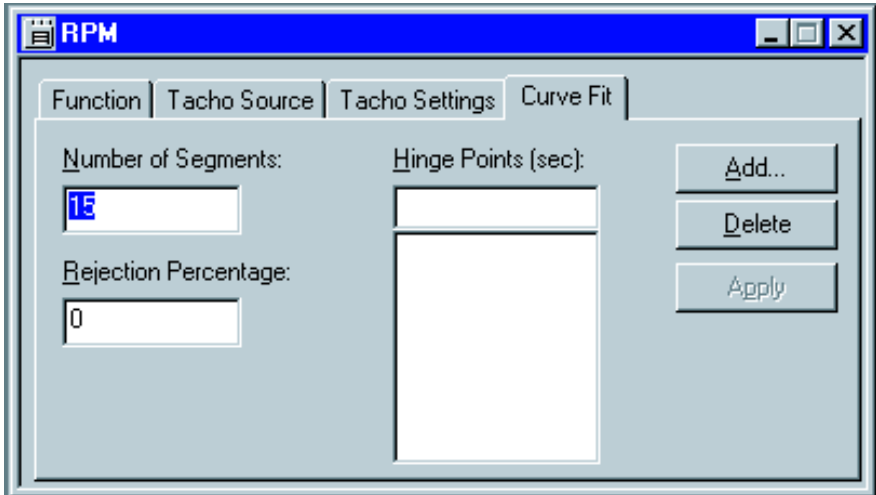 RPM
Function Tacho Source Tacho Settings Curve Fit
Number of Segments:
15
Rejection Percentage:
0
Hinge Points (sec):
Add...
Delete
Apply